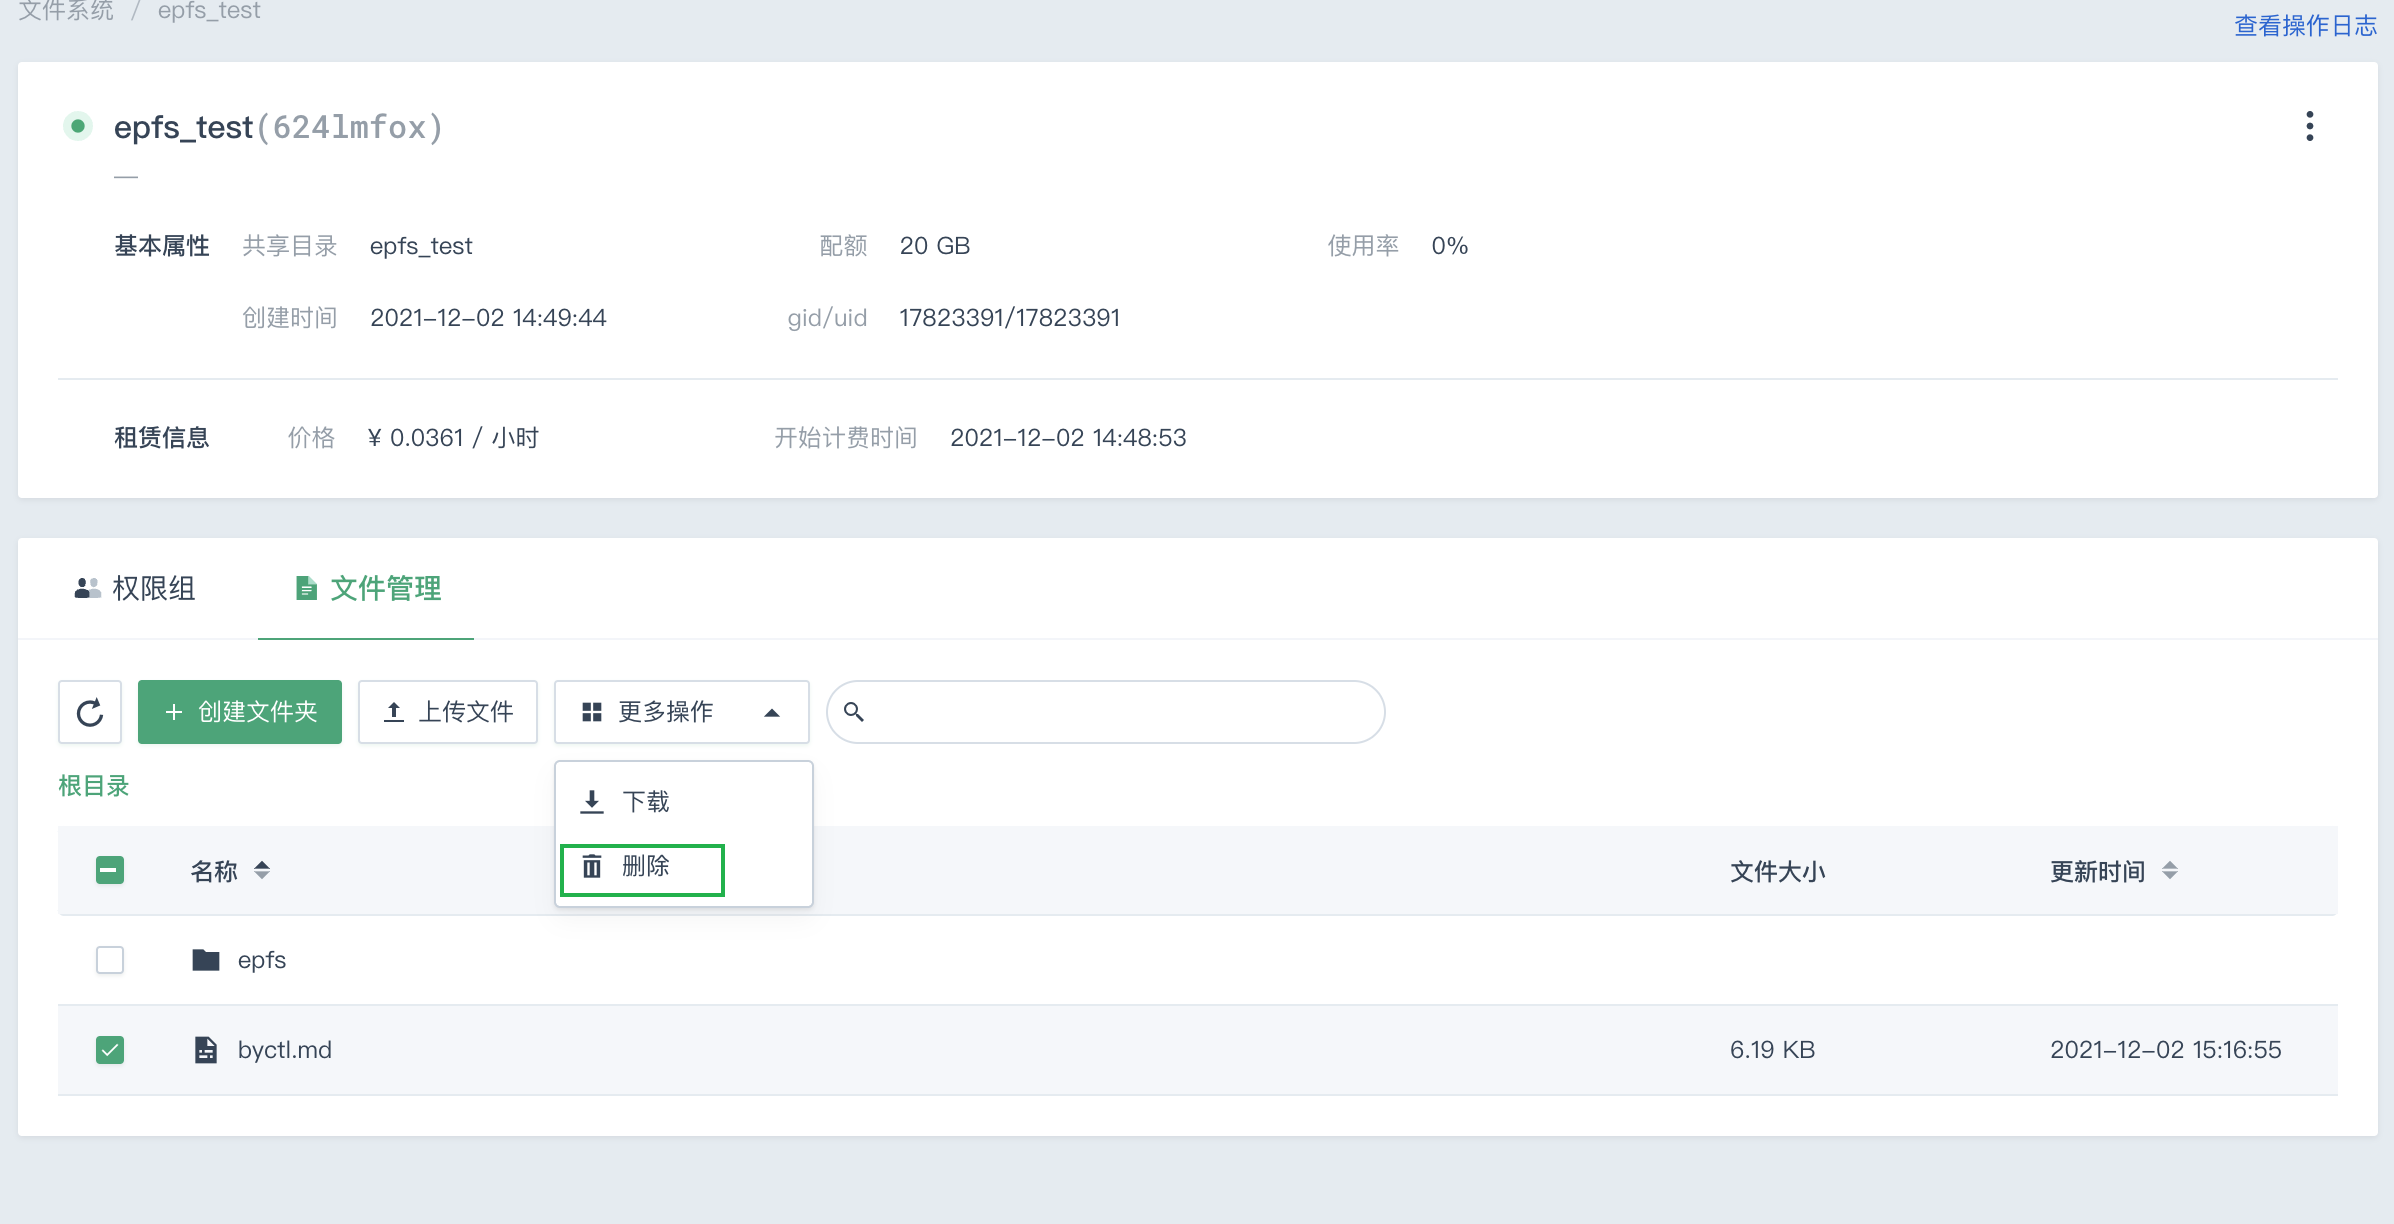 文件系统 / epfs_test
查看操作日志
epfs_test(624lmfox)
—
基本属性 共享目录 epfs_test 配额 20 GB 使用率 0%
创建时间 2021-12-02 14:49:44 gid/uid 17823391/17823391
租赁信息 价格 ¥ 0.0361 / 小时 开始计费时间 2021-12-02 14:48:53
权限组 文件管理
+ 创建文件夹 上传文件 更多操作
根目录
下载
删除
名称 文件大小 更新时间
epfs
byctl.md 6.19 KB 2021-12-02 15:16:55